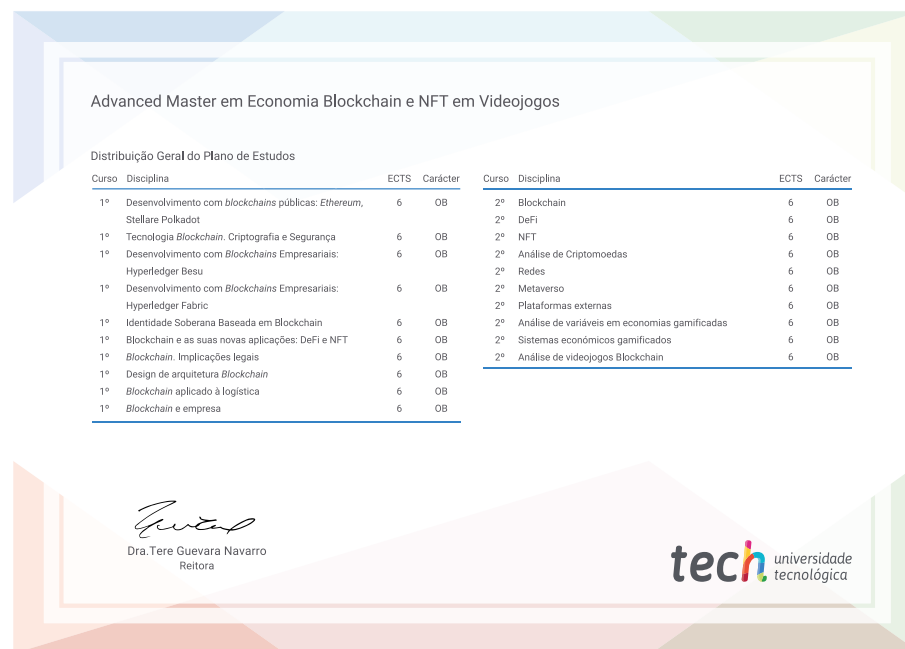 Advanced Master em Economia Blockchain e NFT em Videojogos
Distribuição Geral do Plano de Estudos
Curso Disciplina ECTS Carácter
1º Desenvolvimento com blockchains públicas: Ethereum, 6 OB
Stellare Polkadot
1º Tecnologia Blockchain. Criptografia e Segurança 6 OB
1º Desenvolvimento com Blockchains Empresariais: 6 OB
Hyperledger Besu
1º Desenvolvimento com Blockchains Empresariais: 6 OB
Hyperledger Fabric
1º Identidade Soberana Baseada em Blockchain 6 OB
1º Blockchain e as suas novas aplicações: DeFi e NFT 6 OB
1º Blockchain. Implicações legais 6 OB
1º Design de arquitetura Blockchain 6 OB
1º Blockchain aplicado à logística 6 OB
1º Blockchain e empresa 6 OB
Curso Disciplina ECTS Carácter
2º Blockchain 6 OB
2º DeFi 6 OB
2º NFT 6 OB
2º Análise de Criptomoedas 6 OB
2º Redes 6 OB
2º Metaverso 6 OB
2º Plataformas externas 6 OB
2º Análise de variáveis em economias gamificadas 6 OB
2º Sistemas económicos gamificados 6 OB
2º Análise de videojogos Blockchain 6 OB
Dra.Tere Guevara Navarro
Reitora
tech universidade
tecnológica